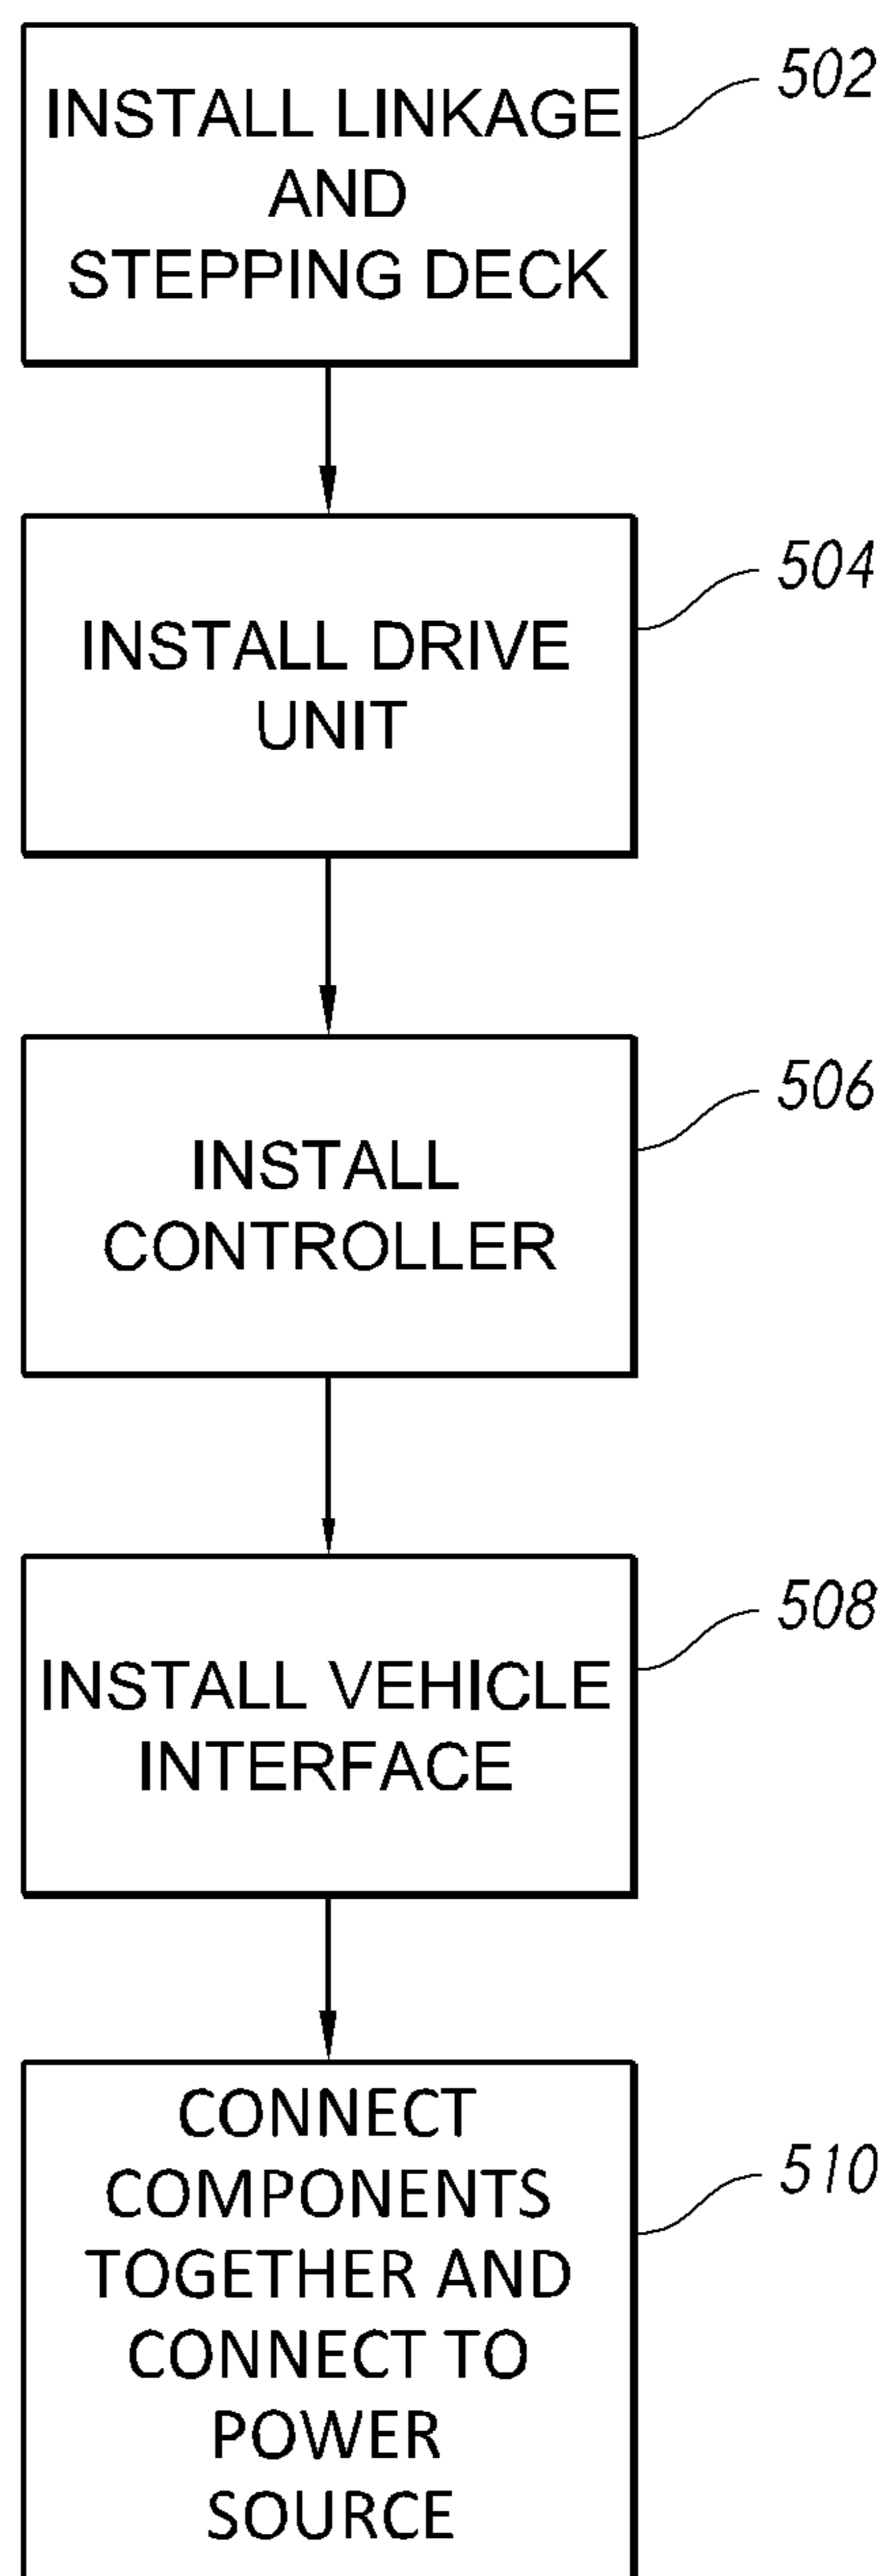 INSTALL LINKAGE
AND
STEPPING DECK
502
INSTALL DRIVE
UNIT
504
INSTALL
CONTROLLER
506
INSTALL VEHICLE
INTERFACE
508
CONNECT
COMPONENTS
TOGETHER AND
CONNECT TO
POWER
SOURCE
510